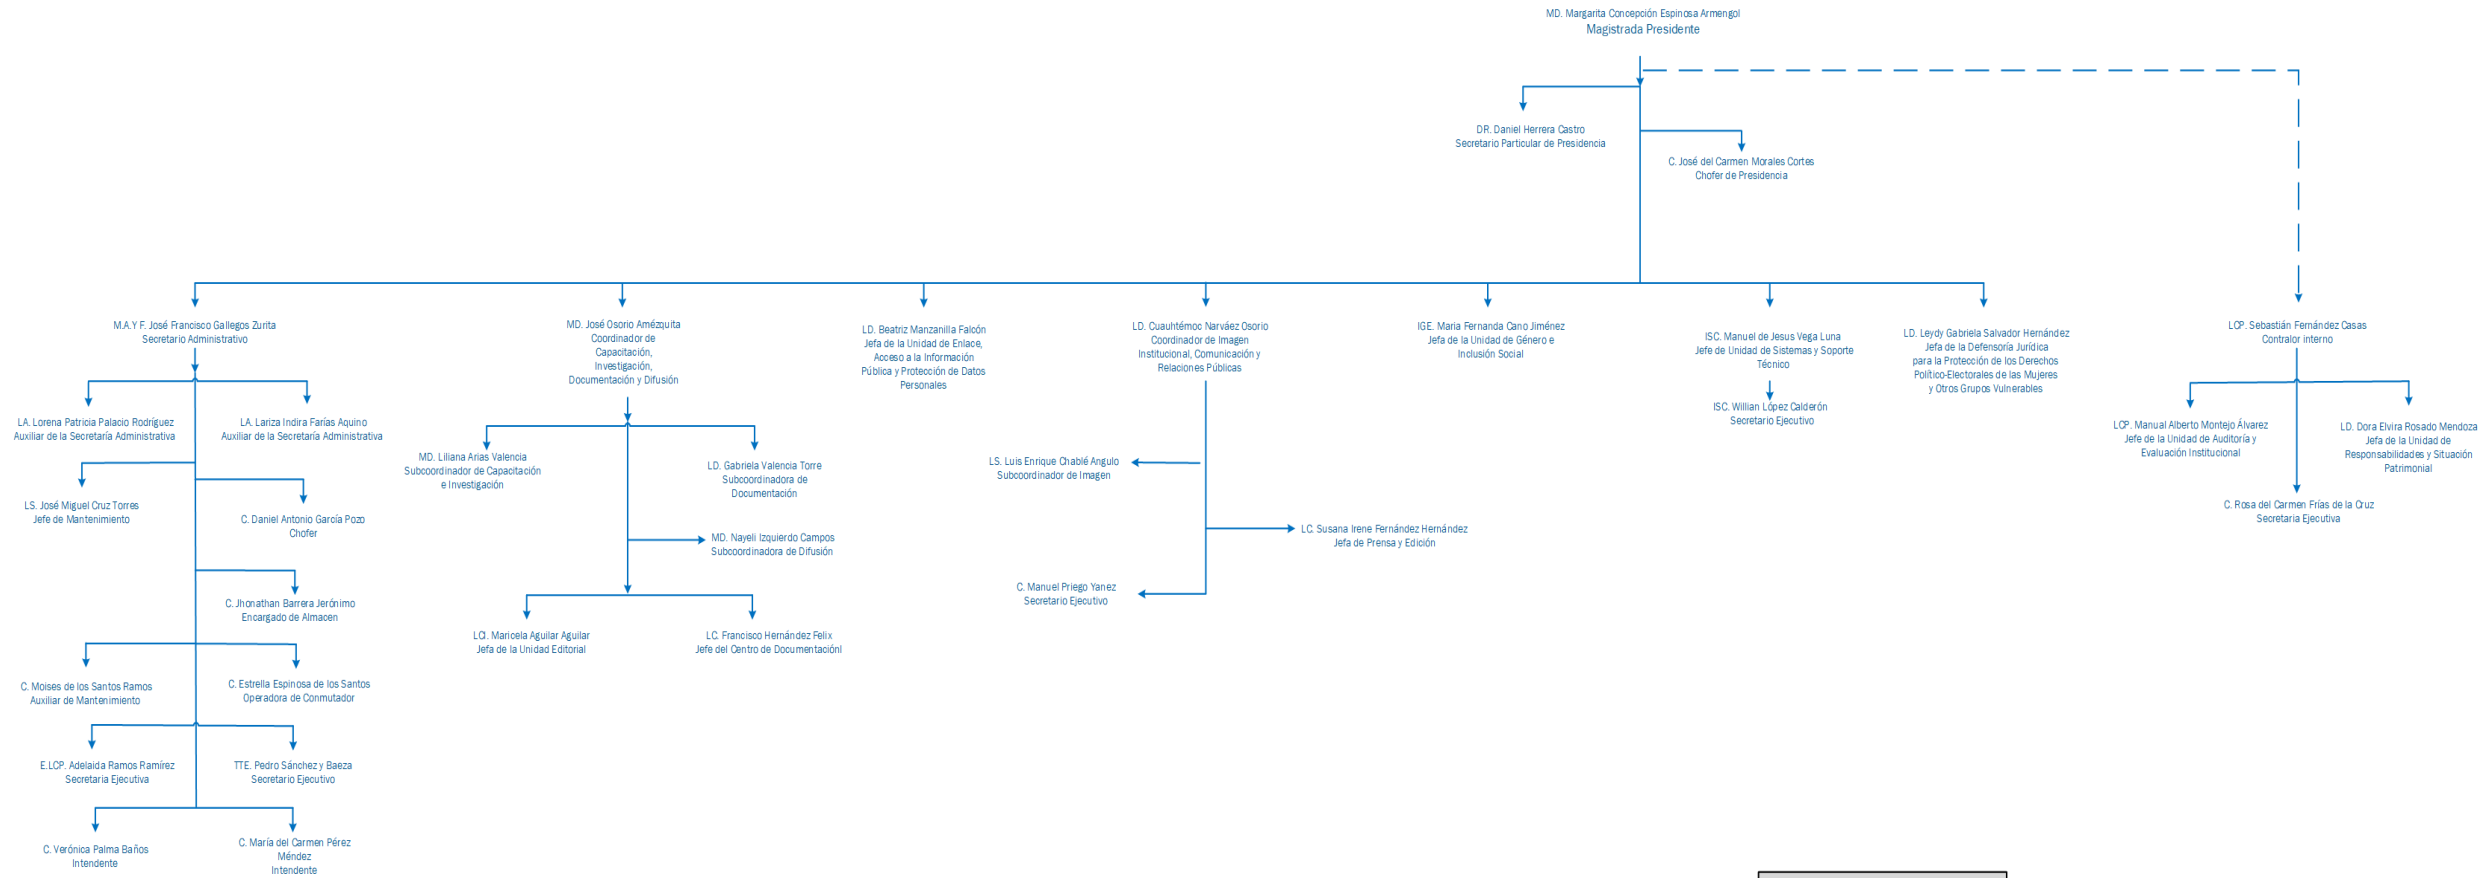 MD. Margarita Concepción Espinosa Armengol
Magistrada Presidente
DR. Daniel Herrera Castro
Secretario Particular de Presidencia
C. José del Carmen Morales Cortes
Chofer de Presidencia
M.A.Y F. José Francisco Gallegos Zurita
Secretario Administrativo
LA. Lorena Patricia Palacio Rodríguez
Auxiliar de la Secretaría Administrativa
LA. Lariza Indira Farías Aquino
Auxiliar de la Secretaría Administrativa
LS. José Miguel Cruz Torres
Jefe de Mantenimiento
C. Daniel Antonio García Pozo
Chofer
C. Jhonathan Barrera Jerónimo
Encargado de Almacen
C. Moises de los Santos Ramos
Auxiliar de Mantenimiento
C. Estrella Espinosa de los Santos
Operadora de Conmutador
E.LCP. Adelaida Ramos Ramírez
Secretaria Ejecutiva
TTE. Pedro Sánchez y Baeza
Secretario Ejecutivo
C. Verónica Palma Baños
Intendente
C. María del Carmen Pérez
Méndez
Intendente
MD. José Osorio Amézquita
Coordinador de
Capacitación,
Investigación,
Documentación y Difusión
MD. Liliana Arias Valencia
Subcoordinador de Capacitación
e Investigación
LD. Gabriela Valencia Torre
Subcoordinadora de
Documentación
MD. Nayeli Izquierdo Campos
Subcoordinadora de Difusión
LCI. Maricela Aguilar Aguilar
Jefa de la Unidad Editorial
LC. Francisco Hernández Felix
Jefe del Centro de Documentaciónl
LD. Beatriz Manzanilla Falcón
Jefa de la Unidad de Enlace,
Acceso a la Información
Pública y Protección de Datos
Personales
LD. Cuauhtémoc Narváez Osorio
Coordinador de Imagen
Institucional, Comunicación y
Relaciones Públicas
LS. Luis Enrique Chablé Angulo
Subcoordinador de Imagen
LC. Susana Irene Fernández Hernández
Jefa de Prensa y Edición
C. Manuel Priego Yanez
Secretario Ejecutivo
IGE. Maria Fernanda Cano Jiménez
Jefa de la Unidad de Género e
Inclusión Social
ISC. Manuel de Jesus Vega Luna
Jefe de Unidad de Sistemas y Soporte
Técnico
ISC. Willian López Calderón
Secretario Ejecutivo
LD. Leydy Gabriela Salvador Hernández
Jefa de la Defensoría Jurídica
para la Protección de los Derechos
Político-Electorales de las Mujeres
y Otros Grupos Vulnerables
LCP. Sebastián Fernández Casas
Contralor interno
LCP. Manual Alberto Montejo Álvarez
Jefe de la Unidad de Auditoría y
Evaluación Institucional
LD. Dora Elvira Rosado Mendoza
Jefa de la Unidad de
Responsabilidades y Situación
Patrimonial
C. Rosa del Carmen Frías de la Cruz
Secretaria Ejecutiva